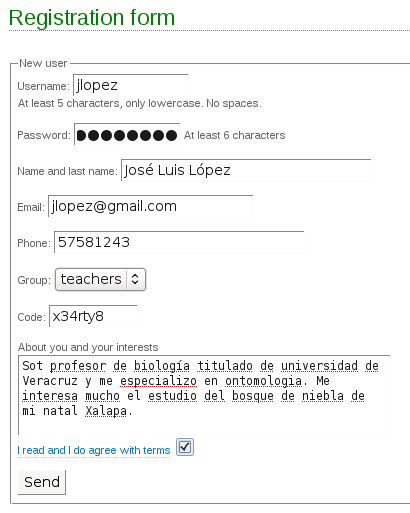 Registration form
New user
Username: jlopez
At least 5 characters, only lowercase. No spaces.
Password: ●●●●●●●● At least 6 characters
Name and last name: José Luis López
Email: jlopez@gmail.com
Phone: 57581243
Group: teachers
Code: x34rty8
About you and your interests
Sot profesor de biología titulado de universidad de
Veracruz y me especializo en ontomologia. Me
interesa mucho el estudio del bosque de niebla de
mi natal Xalapa.
I read and I do agree with terms
Send